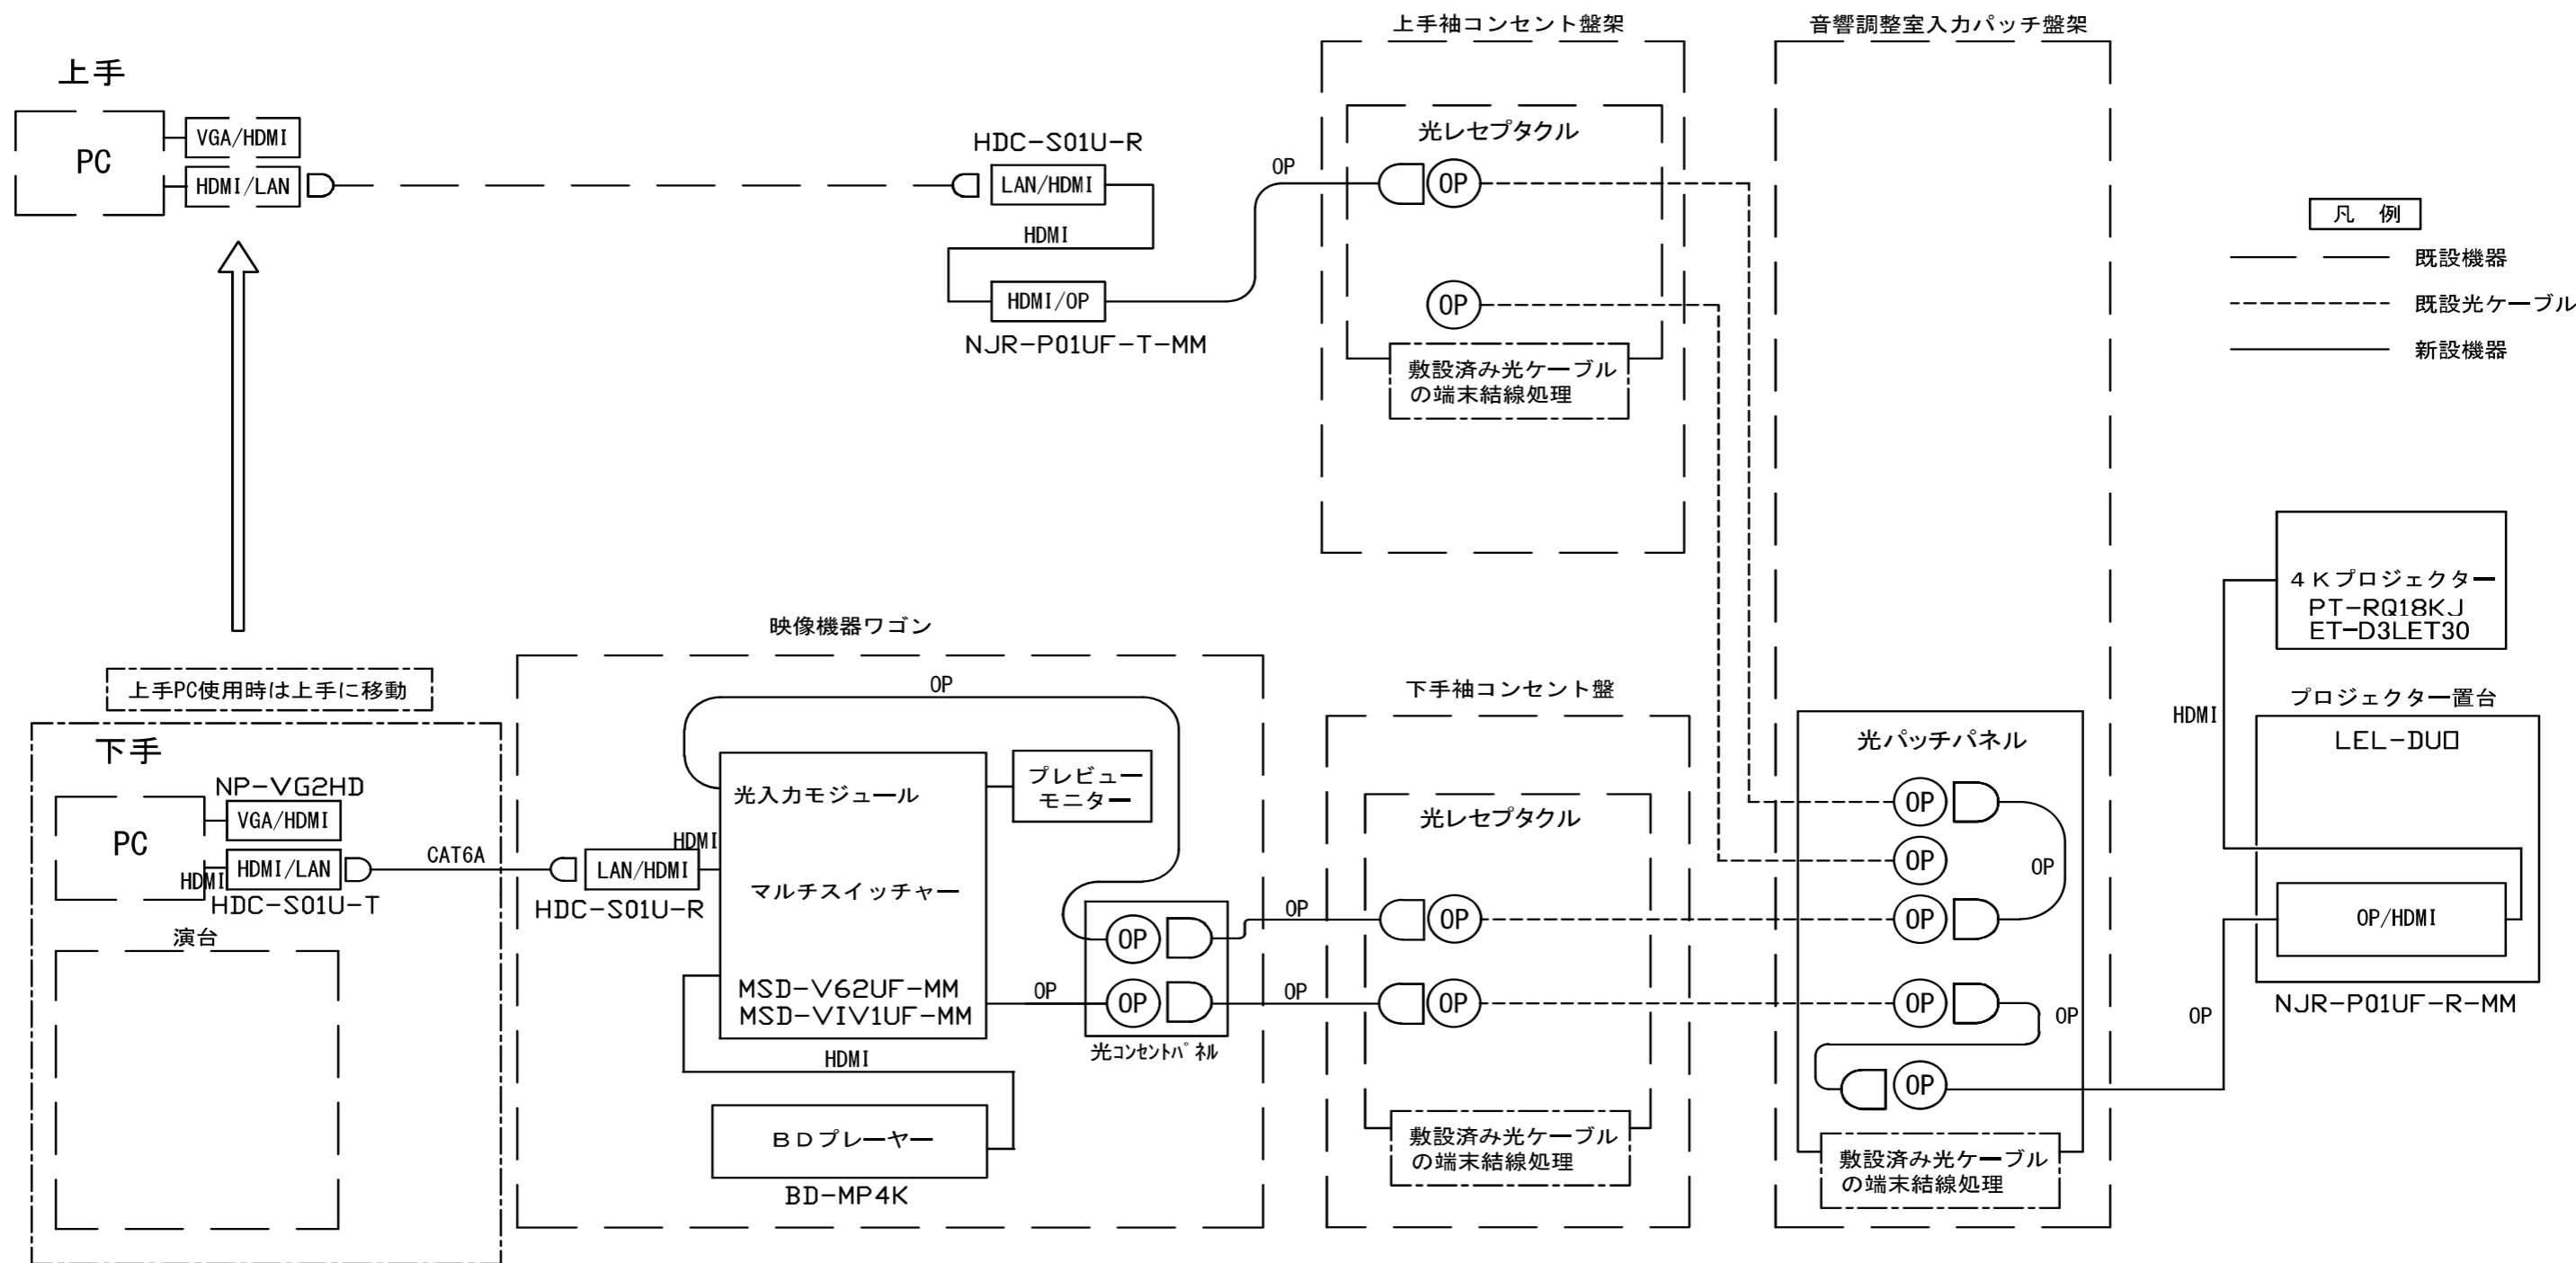 上手袖コンセント盤架
音響調整室入力パッチ盤架
上手
PC
VGA/HDMI
HDMI/LAN
HDC-S01U-R
LAN/HDMI
HDMI
HDMI/OP
NJR-P01UF-T-MM
OP
光レセプタクル
OP
OP
敷設済み光ケーブル
の端末結線処理
凡 例
既設機器
既設光ケーブル
新設機器
上手PC使用時は上手に移動
下手
NP-VG2HD
PC
VGA/HDMI
HDMI
HDMI/LAN
HDC-S01U-T
演台
CAT6A
映像機器ワゴン
OP
光入力モジュール
プレビュー
モニター
HDMI
LAN/HDMI
HDC-S01U-R
マルチスイッチャー
MSD-V62UF-MM
MSD-VIV1UF-MM
OP
OP
OP
光コンセントパネル
HDMI
BDプレーヤー
BD-MP4K
下手袖コンセント盤
光レセプタクル
OP
OP
OP
OP
敷設済み光ケーブル
の端末結線処理
光パッチパネル
OP
OP
OP
OP
OP
OP
OP
敷設済み光ケーブル
の端末結線処理
4Kプロジェクター
PT-RQ18KJ
ET-D3LET30
HDMI
プロジェクター置台
LEL-DUO
OP/HDMI
NJR-P01UF-R-MM
OP